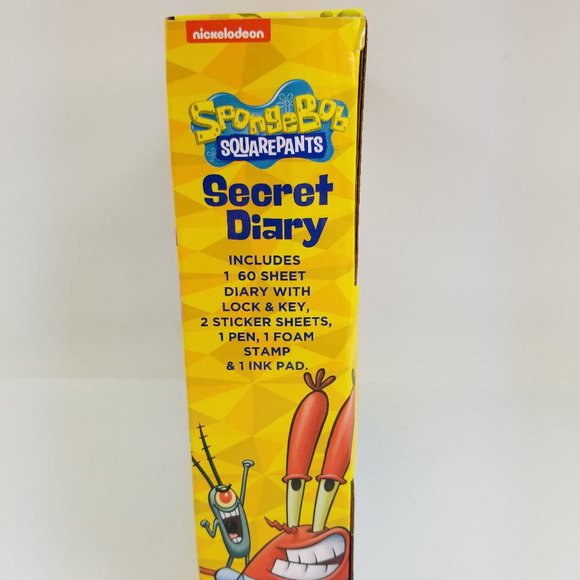 nickelodeon
SpongeBob
SQUAREPANTS
Secret
Diary
INCLUDES
1 60 SHEET
DIARY WITH
LOCK & KEY,
2 STICKER SHEETS,
1 PEN, 1 FOAM
STAMP
& 1 INK PAD.